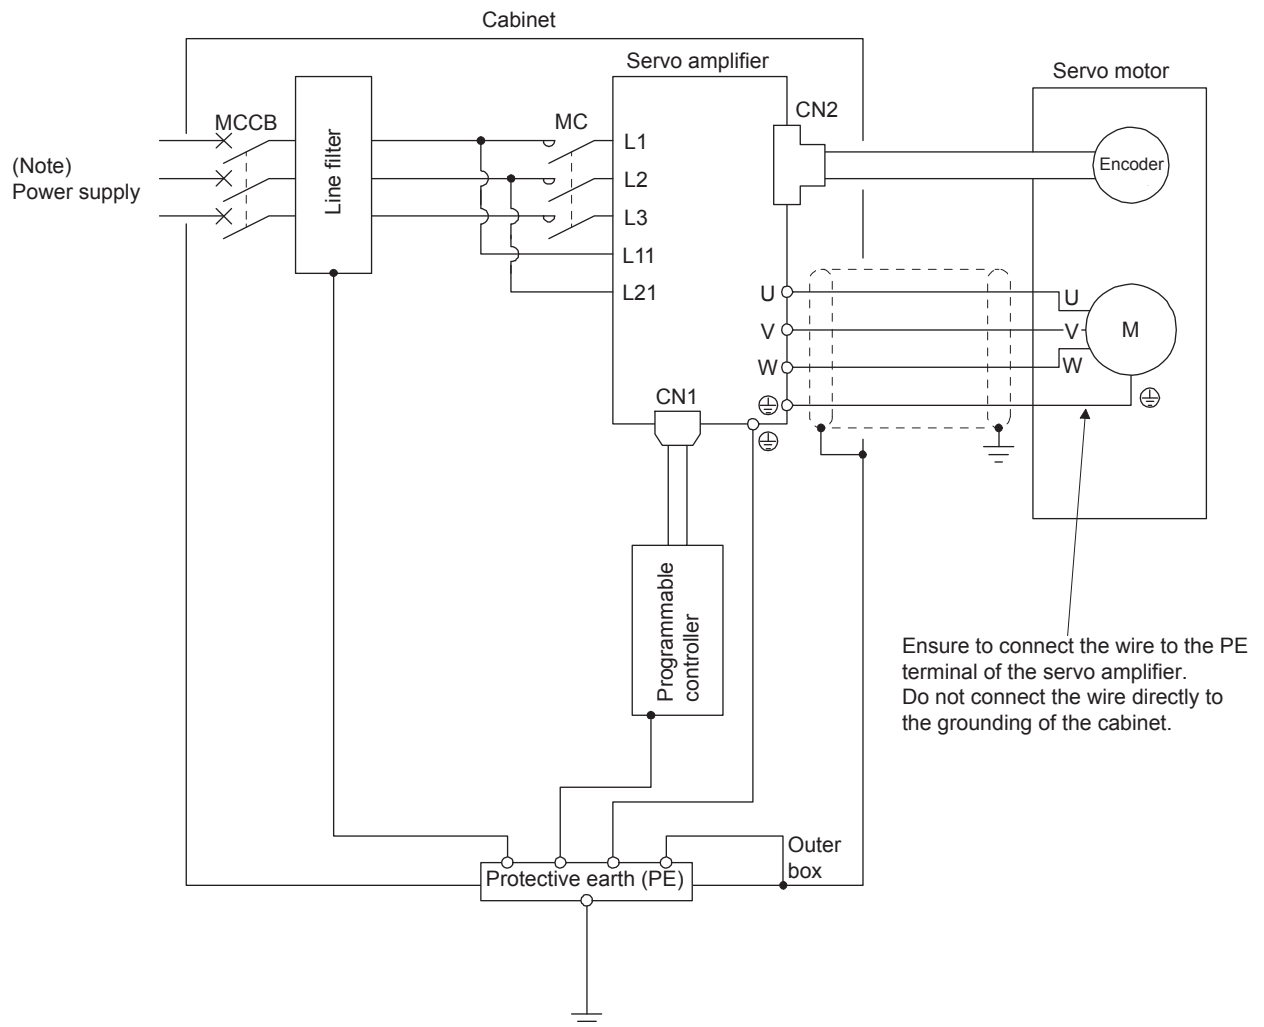 Cabinet
Servo amplifier
Servo motor
CN2
MCCB
MC
Line filter
L1
(Note)
Power supply
L2
L3
L11
L21
Encoder
U
V
W
U
V
W
M
CN1
Programmable
controller
Ensure to connect the wire to the PE
terminal of the servo amplifier.
Do not connect the wire directly to
the grounding of the cabinet.
Outer
box
Protective earth (PE)